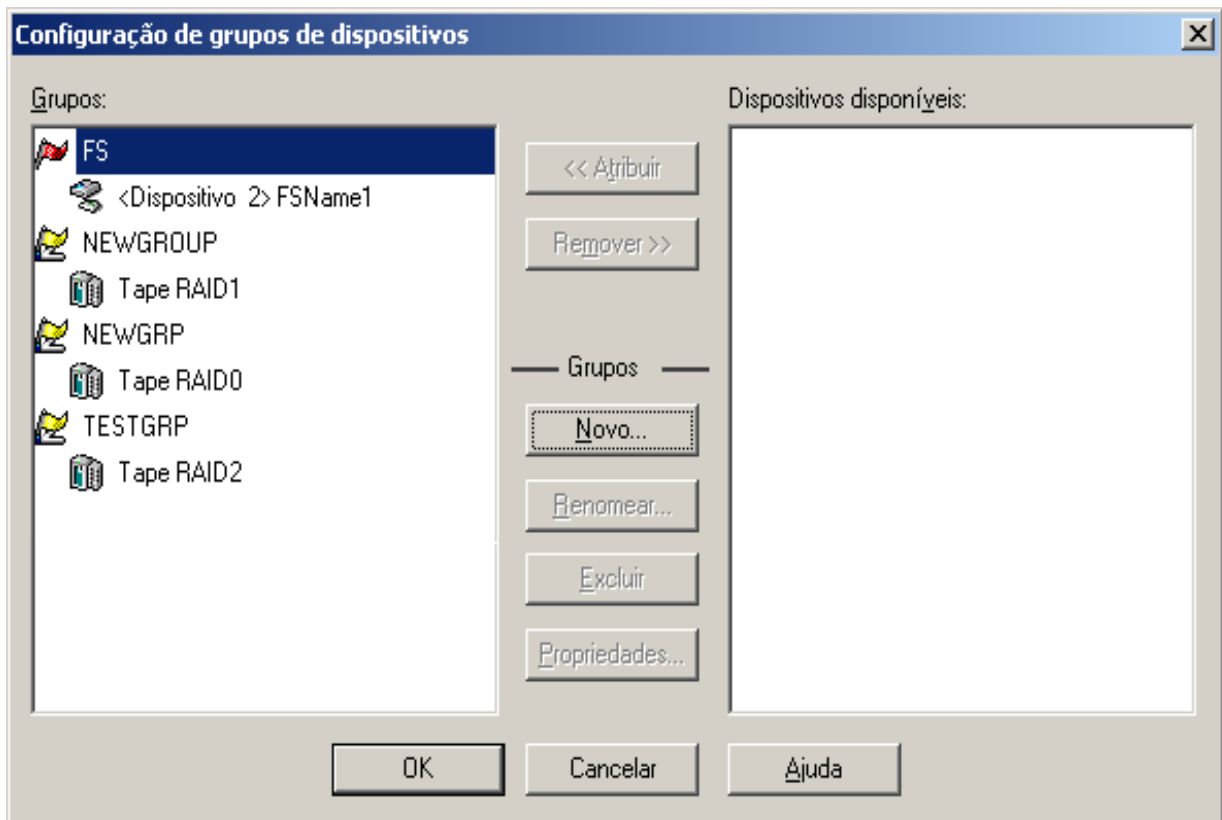 Configuração de grupos de dispositivos
Grupos:
FS
<Dispositivo 2> FSName1
NEWGROUP
Tape RAID1
NEWGRP
Tape RAID0
TESTGRP
Tape RAID2
<< Atribuir
Remover >>
Grupos
Novo...
Renomear...
Excluir
Propriedades...
Dispositivos disponíveis:
OK
Cancelar
Ajuda